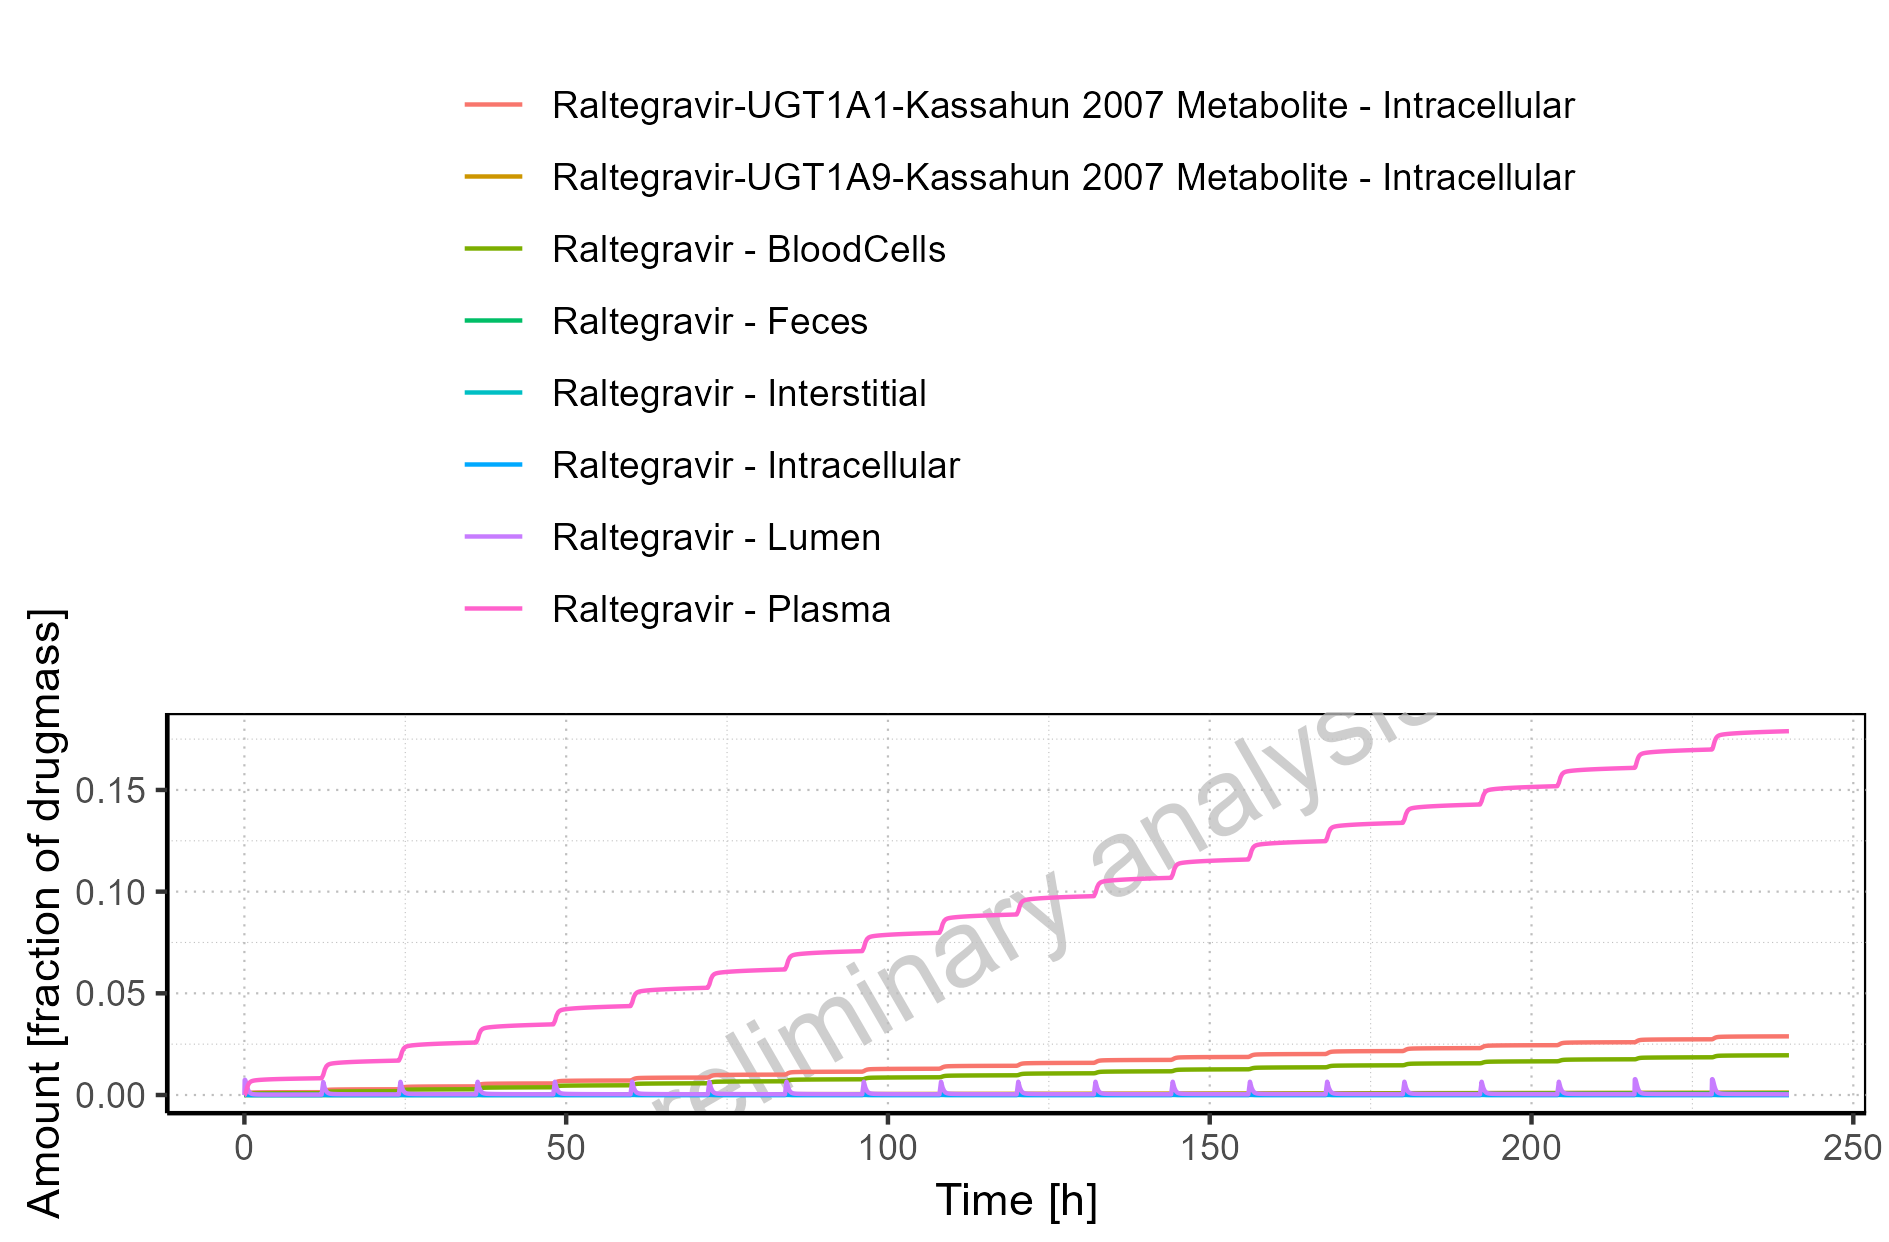 Raltegravir-UGT1A1-Kassahun 2007 Metabolite - Intracellular
Raltegravir-UGT1A9-Kassahun 2007 Metabolite - Intracellular
Raltegravir - BloodCells
Raltegravir - Feces
Raltegravir - Interstitial
Raltegravir - Intracellular
Raltegravir - Lumen
Raltegravir - Plasma
Amount [fraction of drugmass]
0.15
0.10
0.05
0.00
reliminary analysis
0 50 100 150 200 250
Time [h]